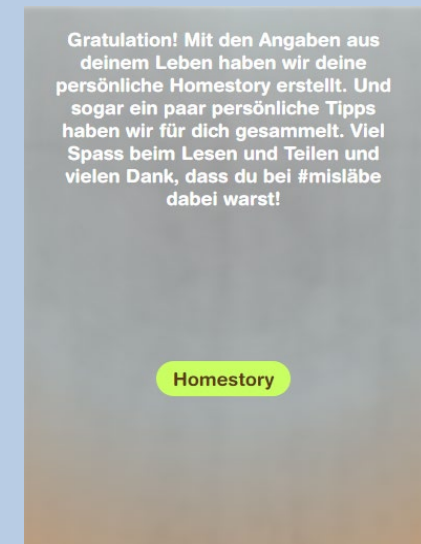 Gratulation! Mit den Angaben aus
deinem Leben haben wir deine
persönliche Homestory erstellt. Und
sogar ein paar persönliche Tipps
haben wir für dich gesammelt. Viel
Spass beim Lesen und Teilen und
vielen Dank, dass du bei #misläbe
dabei warst!
Homestory